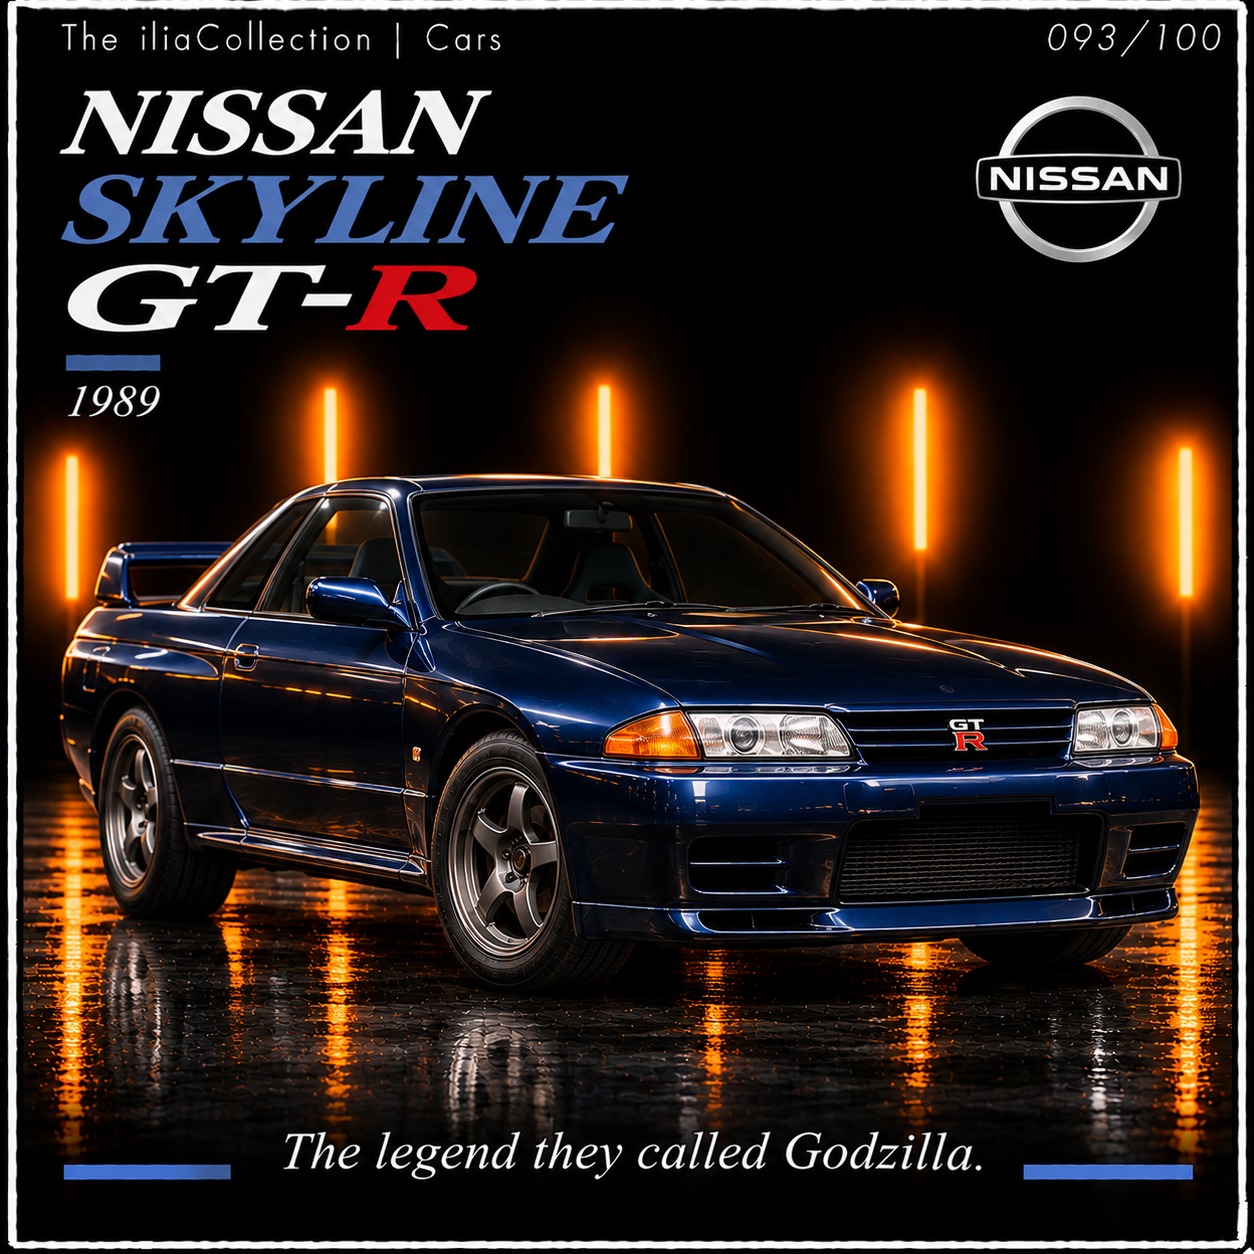 The iliaCollection | Cars
093/100
NISSAN
SKYLINE
GT-R
1989
NISSAN
GT
R
The legend they called Godzilla.